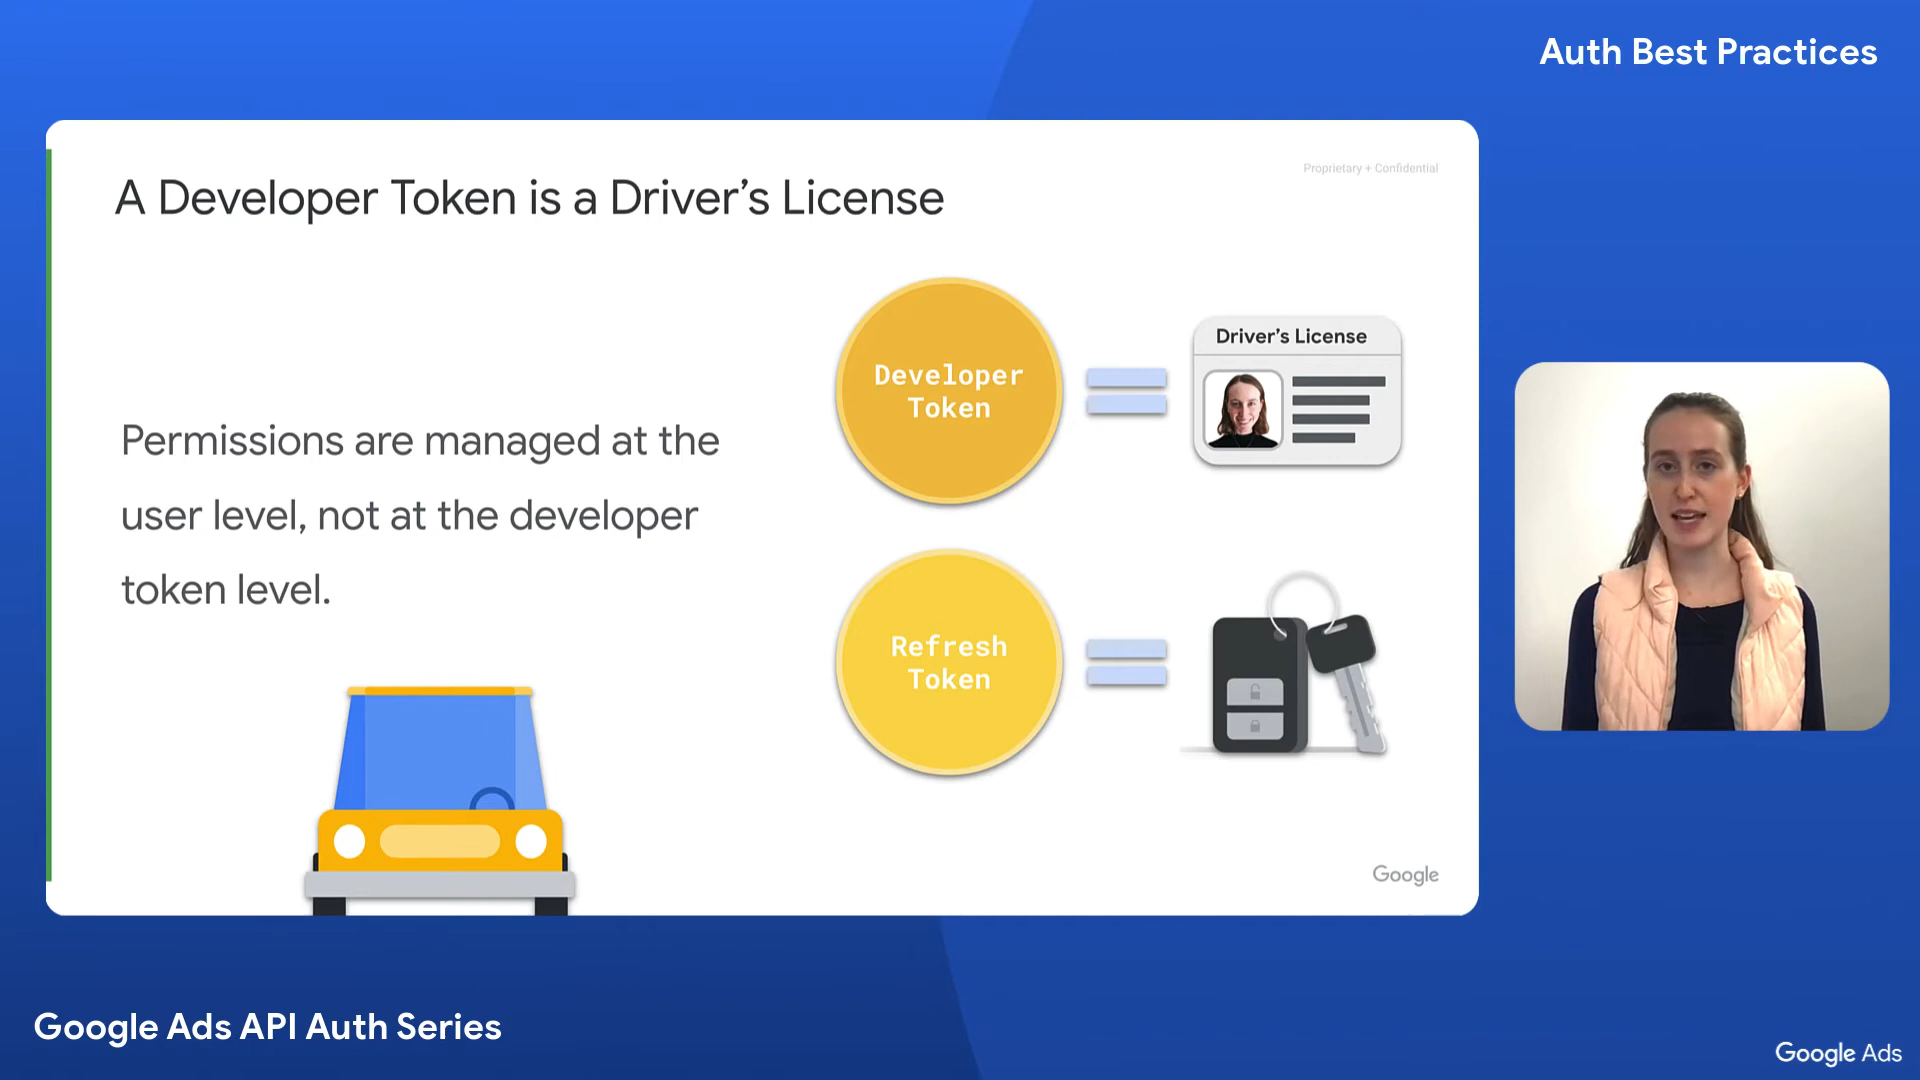 Auth Best Practices
Proprietary + Confidential
A Developer Token is a Driver’s License
Developer
Token
Driver’s License
Permissions are managed at the
user level, not at the developer
token level.
Refresh
Token
Google
Google Ads API Auth Series
Google Ads